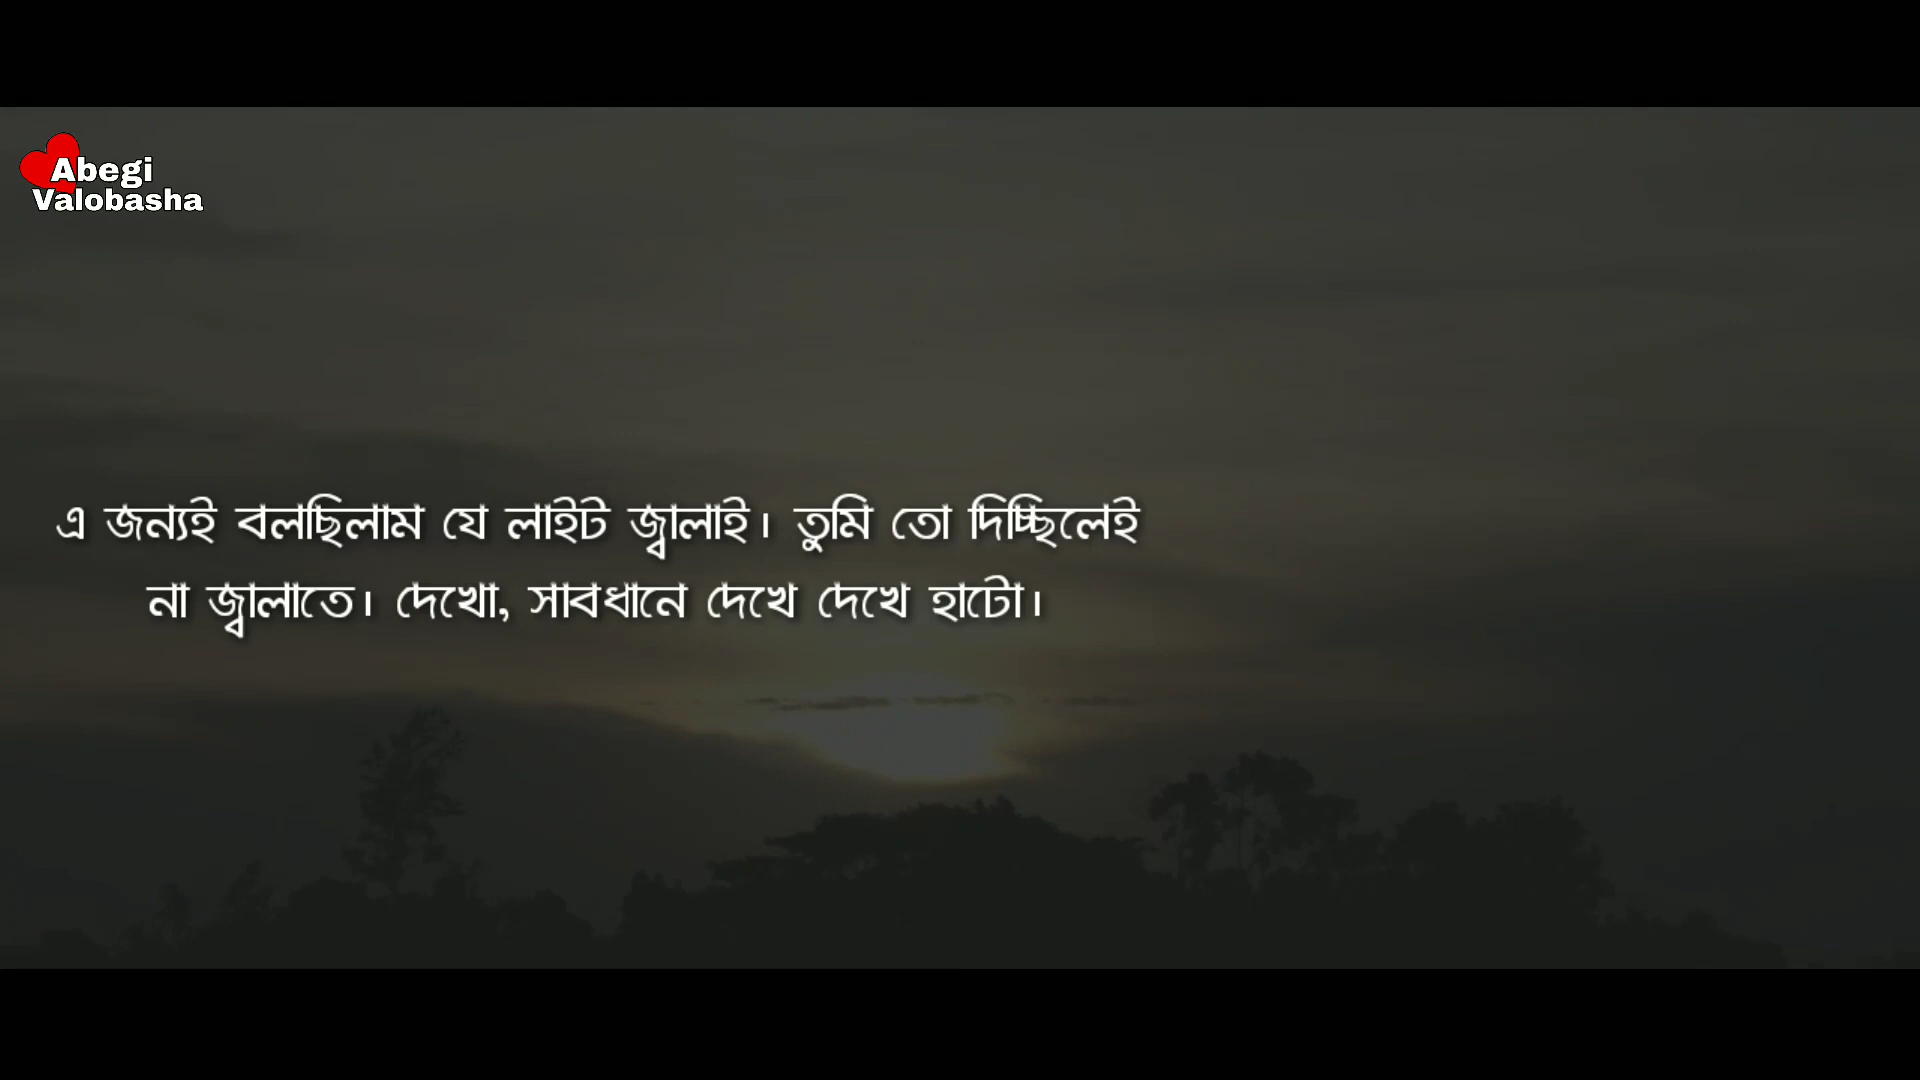 Abegi
Valobasha
এ জন্যই বলছিলাম যে লাইট জ্বালাই। তুমি তো দিচ্ছিলেই
না জ্বালাতে। দেখো, সাবধানে দেখে দেখে হাটো।